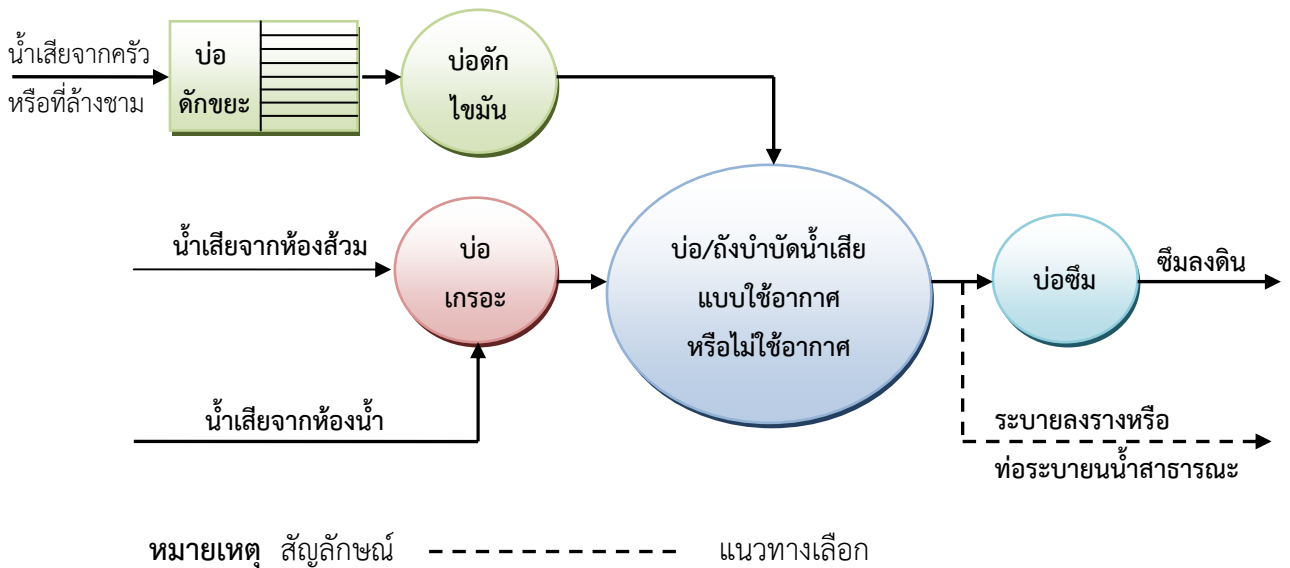 น้ำเสียจากครัว
หรือที่ล้างชาม
บ่อ
ดักขยะ
บ่อดัก
ไขมัน
น้ำเสียจากห้องส้วม
บ่อ
เกรอะ
น้ำเสียจากห้องน้ำ
บ่อ/ถังบำบัดน้ำเสีย
แบบใช้อากาศ
หรือไม่ใช้อากาศ
บ่อซึม
ซึมลงดิน
ระบายลงรางหรือ
ท่อระบายนน้ำสาธารณะ
หมายเหตุ สัญลักษณ์ แนวทางเลือก